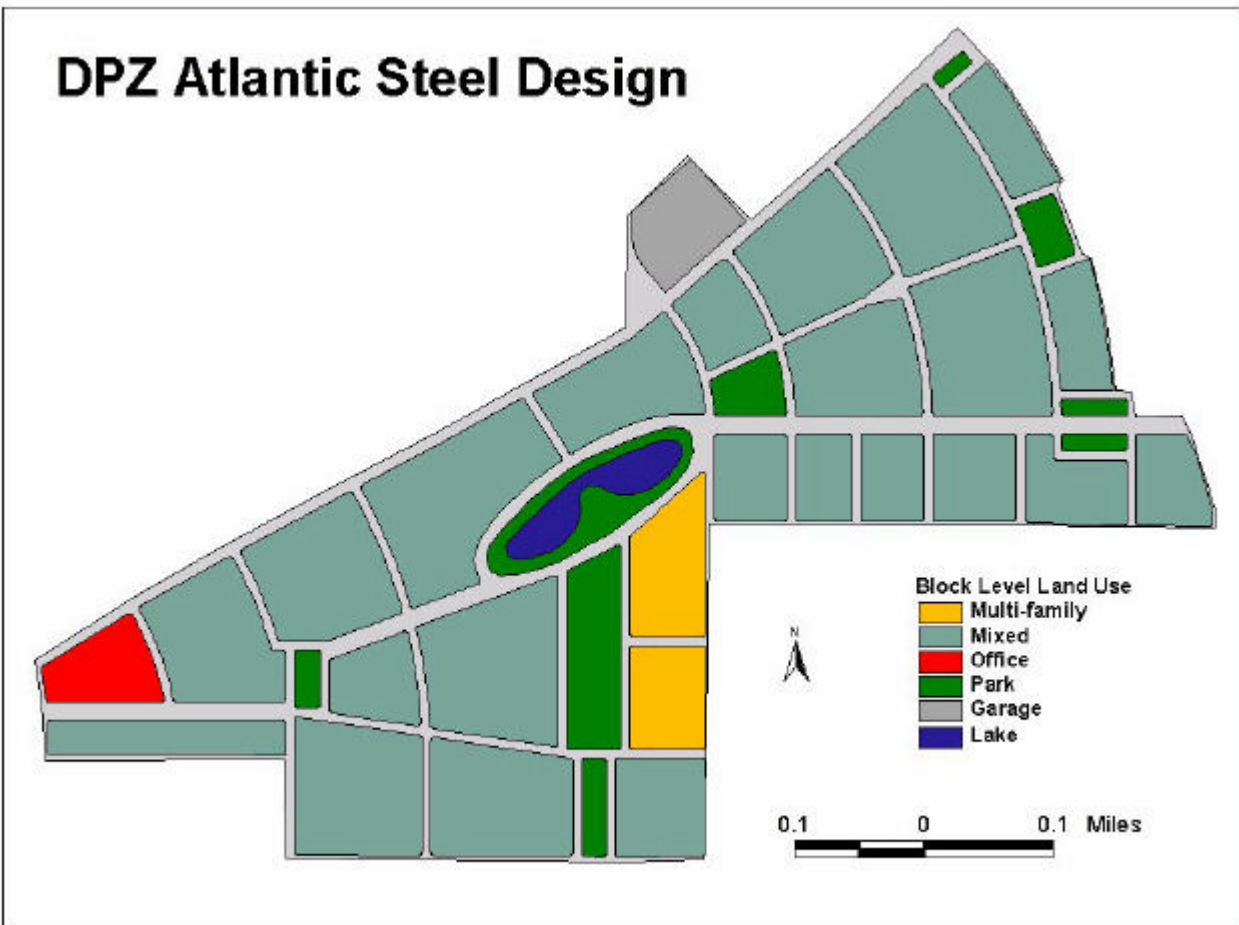 DPZ Atlantic Steel Design
Block Level Land Use
Multi-family
Mixed
Office
Park
Garage
Lake
N
0.1 0 0.1 Miles